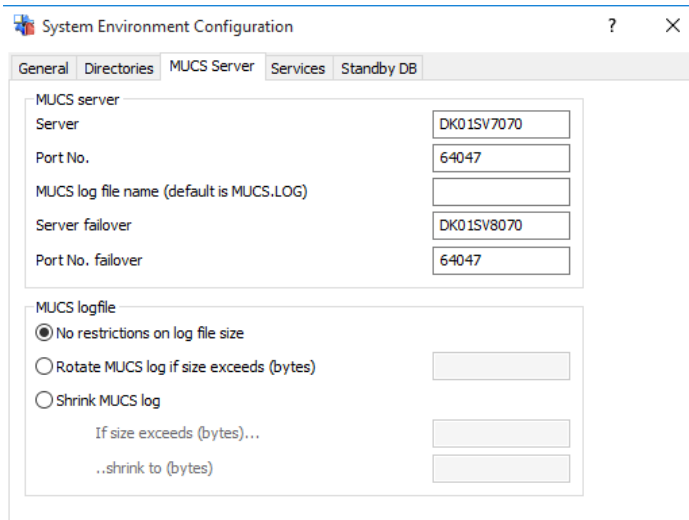 System Environment Configuration ? ×
General Directories MUCS Server Services Standby DB
MUCS server
Server DK01SV7070
Port No. 64047
MUCS log file name (default is MUCS.LOG)
Server failover DK01SV8070
Port No. failover 64047
MUCS logfile
No restrictions on log file size
Rotate MUCS log if size exceeds (bytes)
Shrink MUCS log
If size exceeds (bytes)...
..shrink to (bytes)